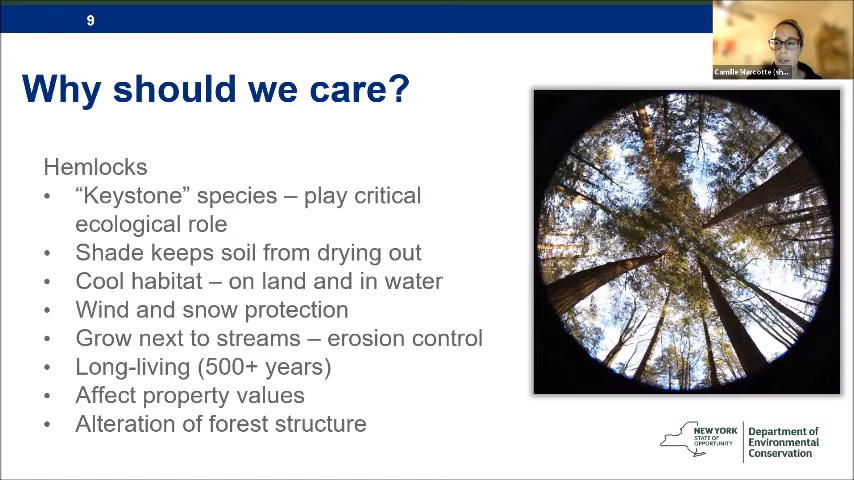 9
Camille Marcotte (sh...
Why should we care?
Hemlocks
• “Keystone” species – play critical
ecological role
• Shade keeps soil from drying out
• Cool habitat – on land and in water
• Wind and snow protection
• Grow next to streams – erosion control
• Long-living (500+ years)
• Affect property values
• Alteration of forest structure
NEW YORK
STATE OF
OPPORTUNITY
Department of
Environmental
Conservation